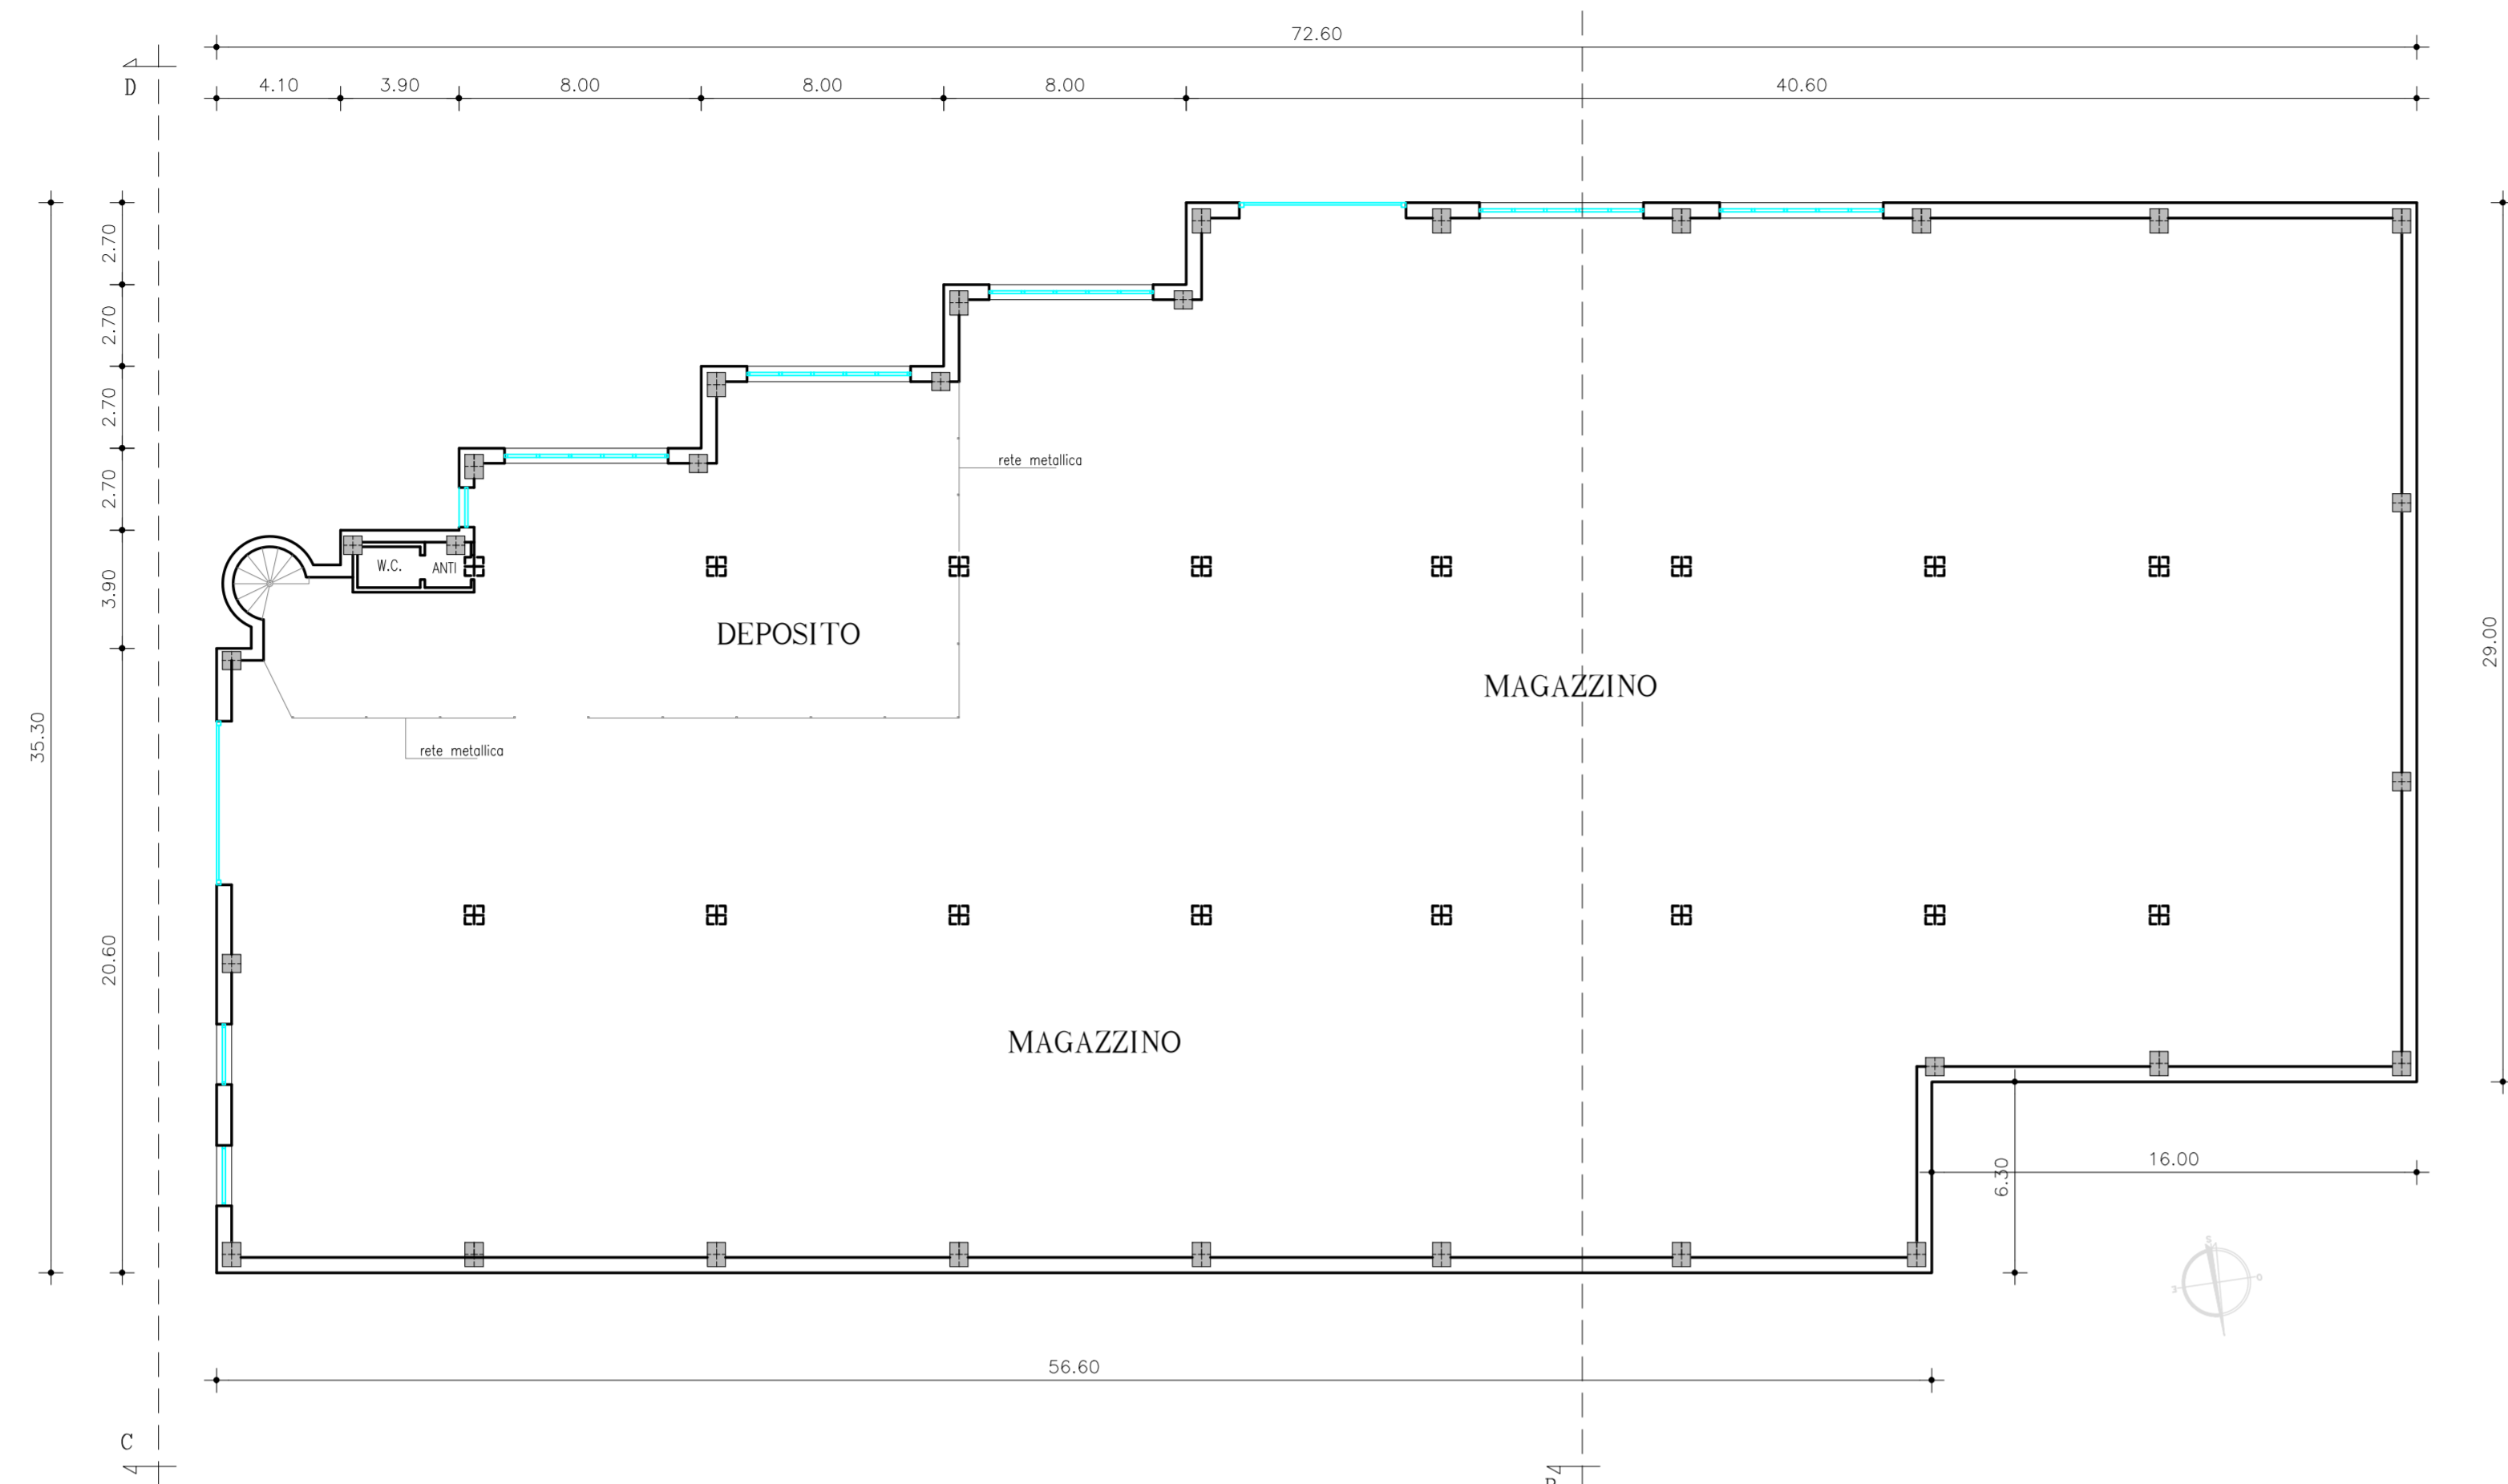 72.60
D
4.10 3.90 8.00 8.00 8.00 40.60
2.70
2.70
2.70
2.70
3.90
20.60
35.30
29.00
rete metallica
W.C. ANTI
DEPOSITO
MAGAZZINO
rete metallica
MAGAZZINO
16.00
6.30
S
O
56.60
C